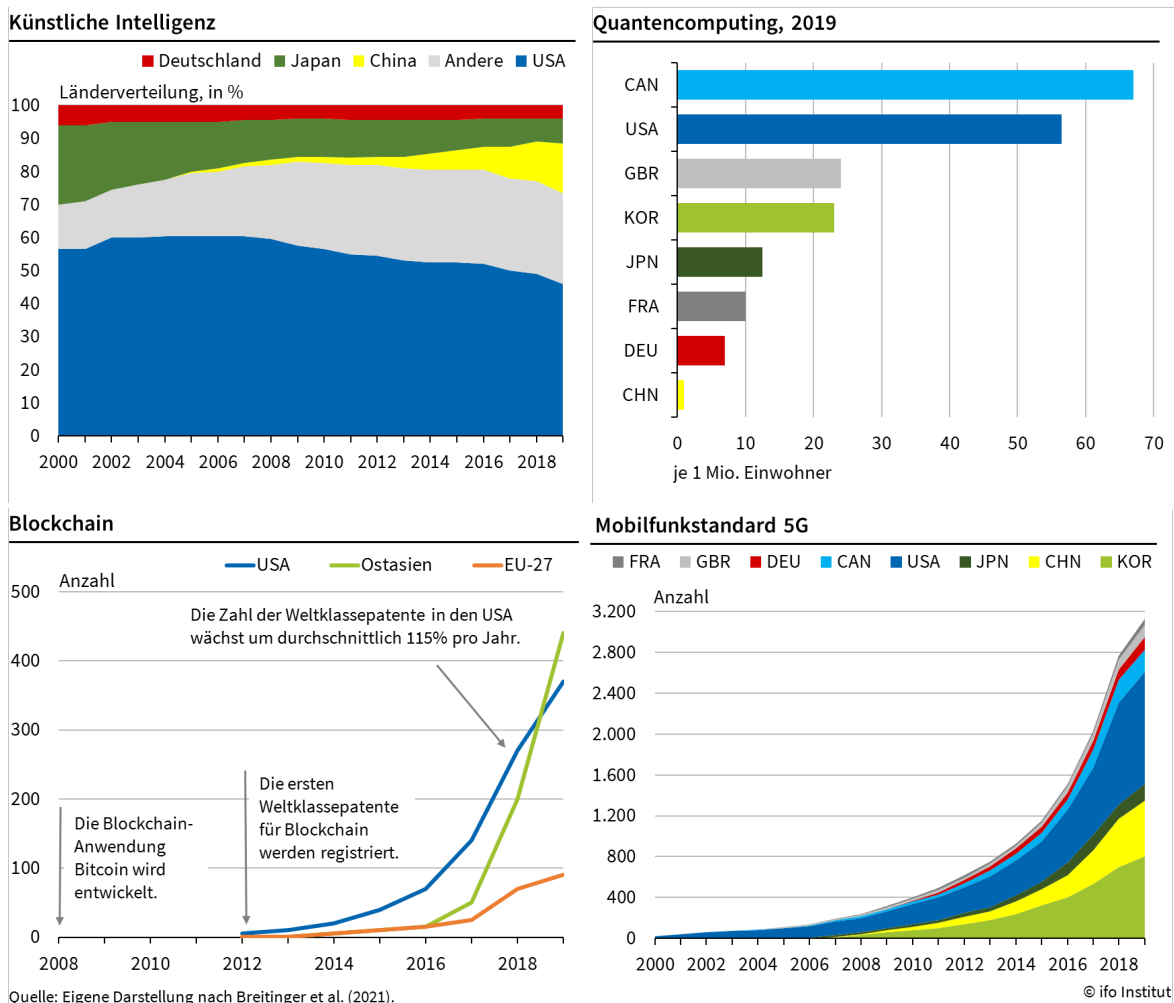 Künstliche Intelligenz
Deutschland Japan China Andere USA
Länderverteilung, in %
100
90
80
70
60
50
40
30
20
10
0
2000 2002 2004 2006 2008 2010 2012 2014 2016 2018
Quantencomputing, 2019
CAN
USA
GBR
KOR
JPN
FRA
DEU
CHN
0 10 20 30 40 50 60 70
je 1 Mio. Einwohner
Blockchain
USA Ostasien EU-27
Anzahl
500
400
300
200
100
0
Die Zahl der Weltklassepatente in den USA
wächst um durchschnittlich 115% pro Jahr.
Die ersten
Weltklassepatente
für Blockchain
werden registriert.
Die Blockchain-
Anwendung
Bitcoin wird
entwickelt.
2008 2010 2012 2014 2016 2018
Mobilfunkstandard 5G
FRA GBR DEU CAN USA JPN CHN KOR
Anzahl
3.200
2.800
2.400
2.000
1.600
1.200
800
400
0
2000 2002 2004 2006 2008 2010 2012 2014 2016 2018
Quelle: Eigene Darstellung nach Breitinger et al. (2021).
© ifo Institut